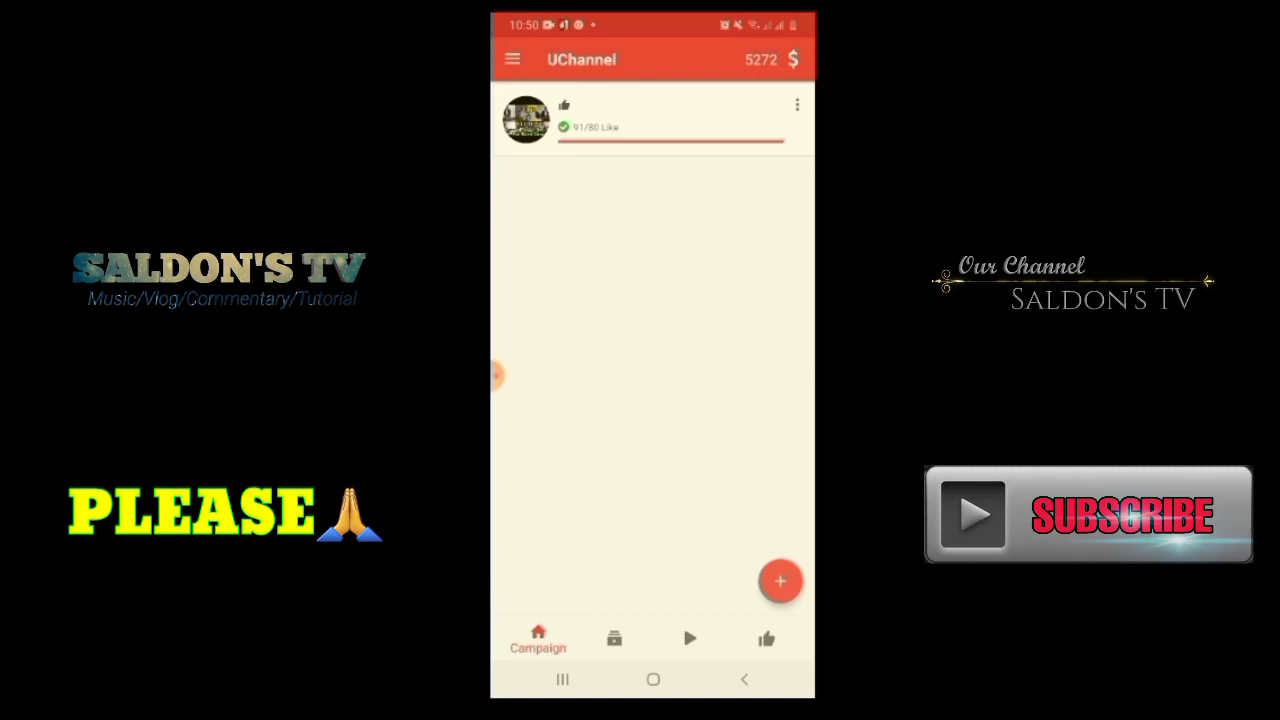 10:50
UChannel
5272 $
91/80 Like
SALDON'S TV
Music/Vlog/Commentary/Tutorial
Our Channel
SALDON'S TV
PLEASE🙏
SUBSCRIBE
Campaign